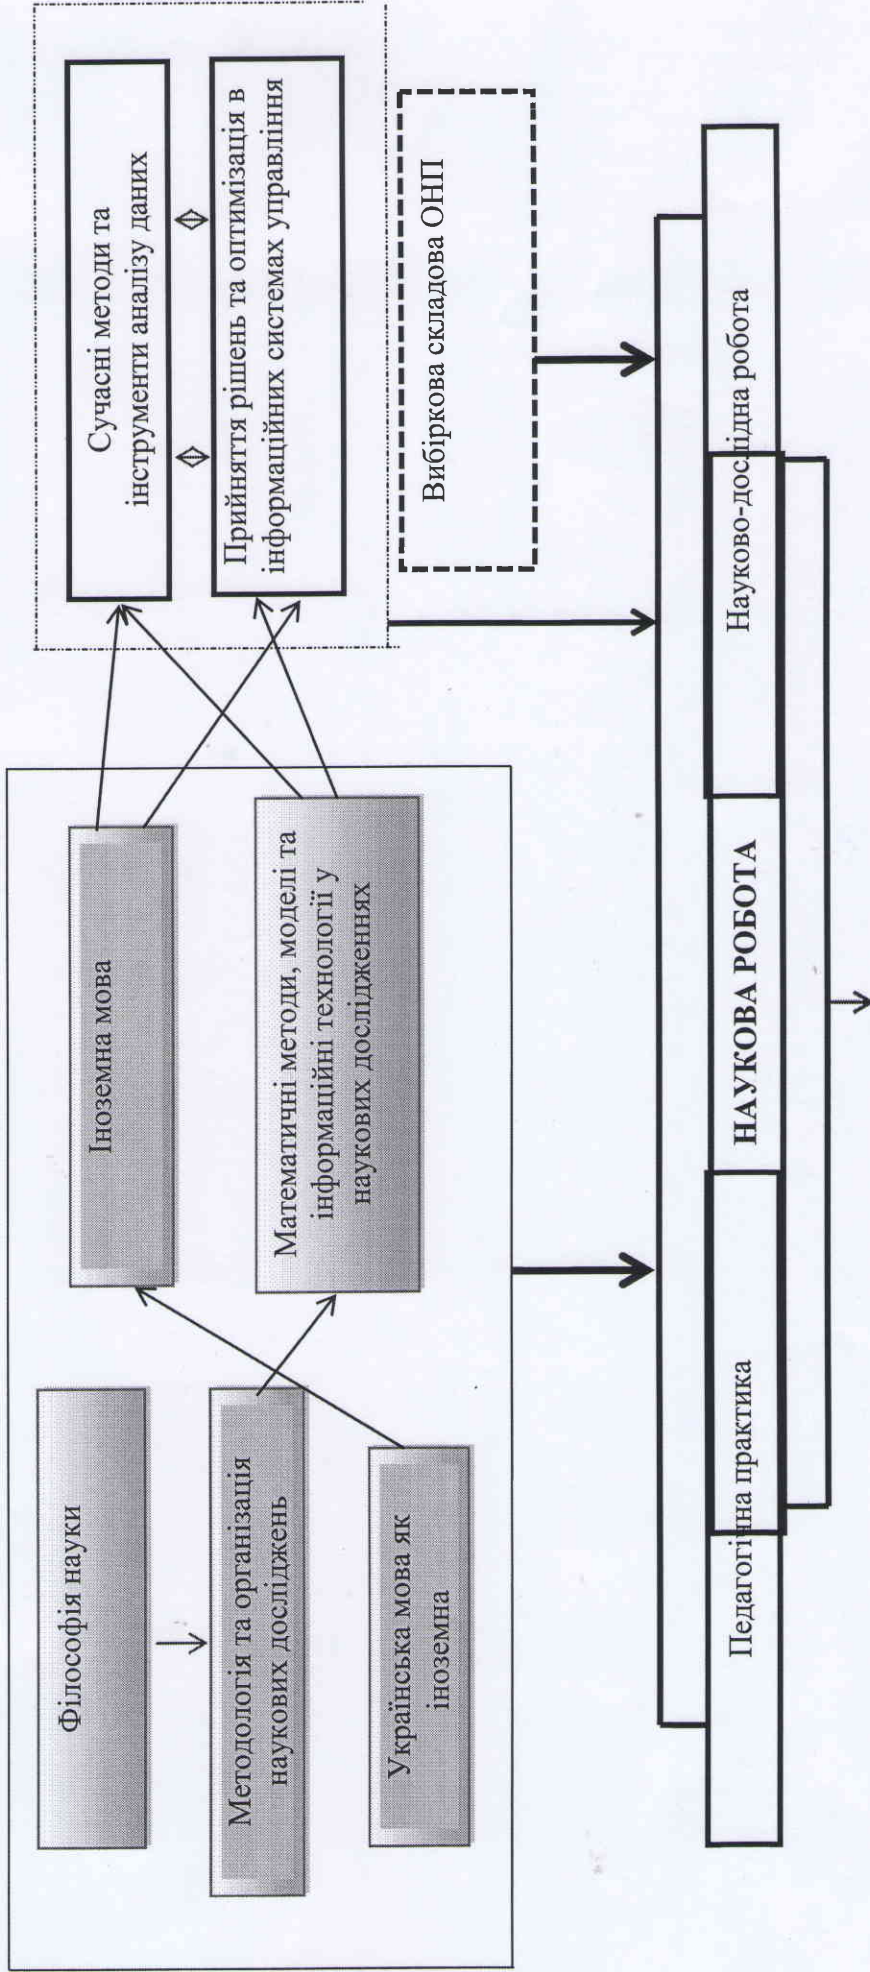 Філософія науки
Методологія та організація
наукових досліджень
Українська мова як
іноземна
Іноземна мова
Математичні методи, моделі та
інформаційні технології у
наукових дослідженнях
Сучасні методи та
інструменти аналізу даних
Прийняття рішень та оптимізація в
інформаційних системах управління
Вибіркова складова ОНП
Педагогічна практика
НАУКОВА РОБОТА
Науково-дослідна робота